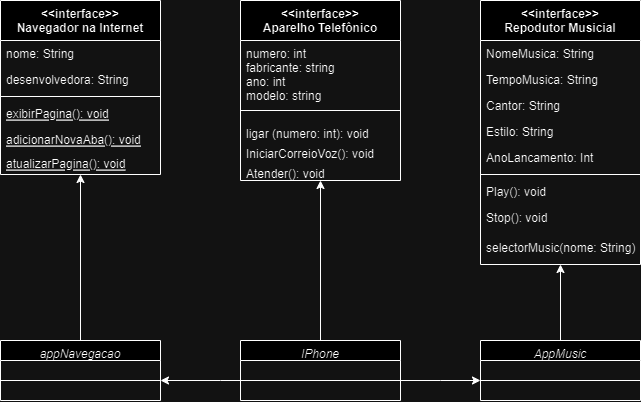 <<interface>>
Navegador na Internet
nome: String
desenvolvedora: String
exibirPagina(): void
adicionarNovaAba(): void
atualizarPagina(): void
<<interface>>
Aparelho Telefônico
numero: int
fabricante: string
ano: int
modelo: string
ligar (numero: int): void
IniciarCorreioVoz(): void
Atender(): void
<<interface>>
Repodutor Musicial
NomeMusica: String
TempoMusica: String
Cantor: String
Estilo: String
AnoLancamento: Int
Play(): void
Stop(): void
selectorMusic(nome: String)
appNavegacao
IPhone
AppMusic